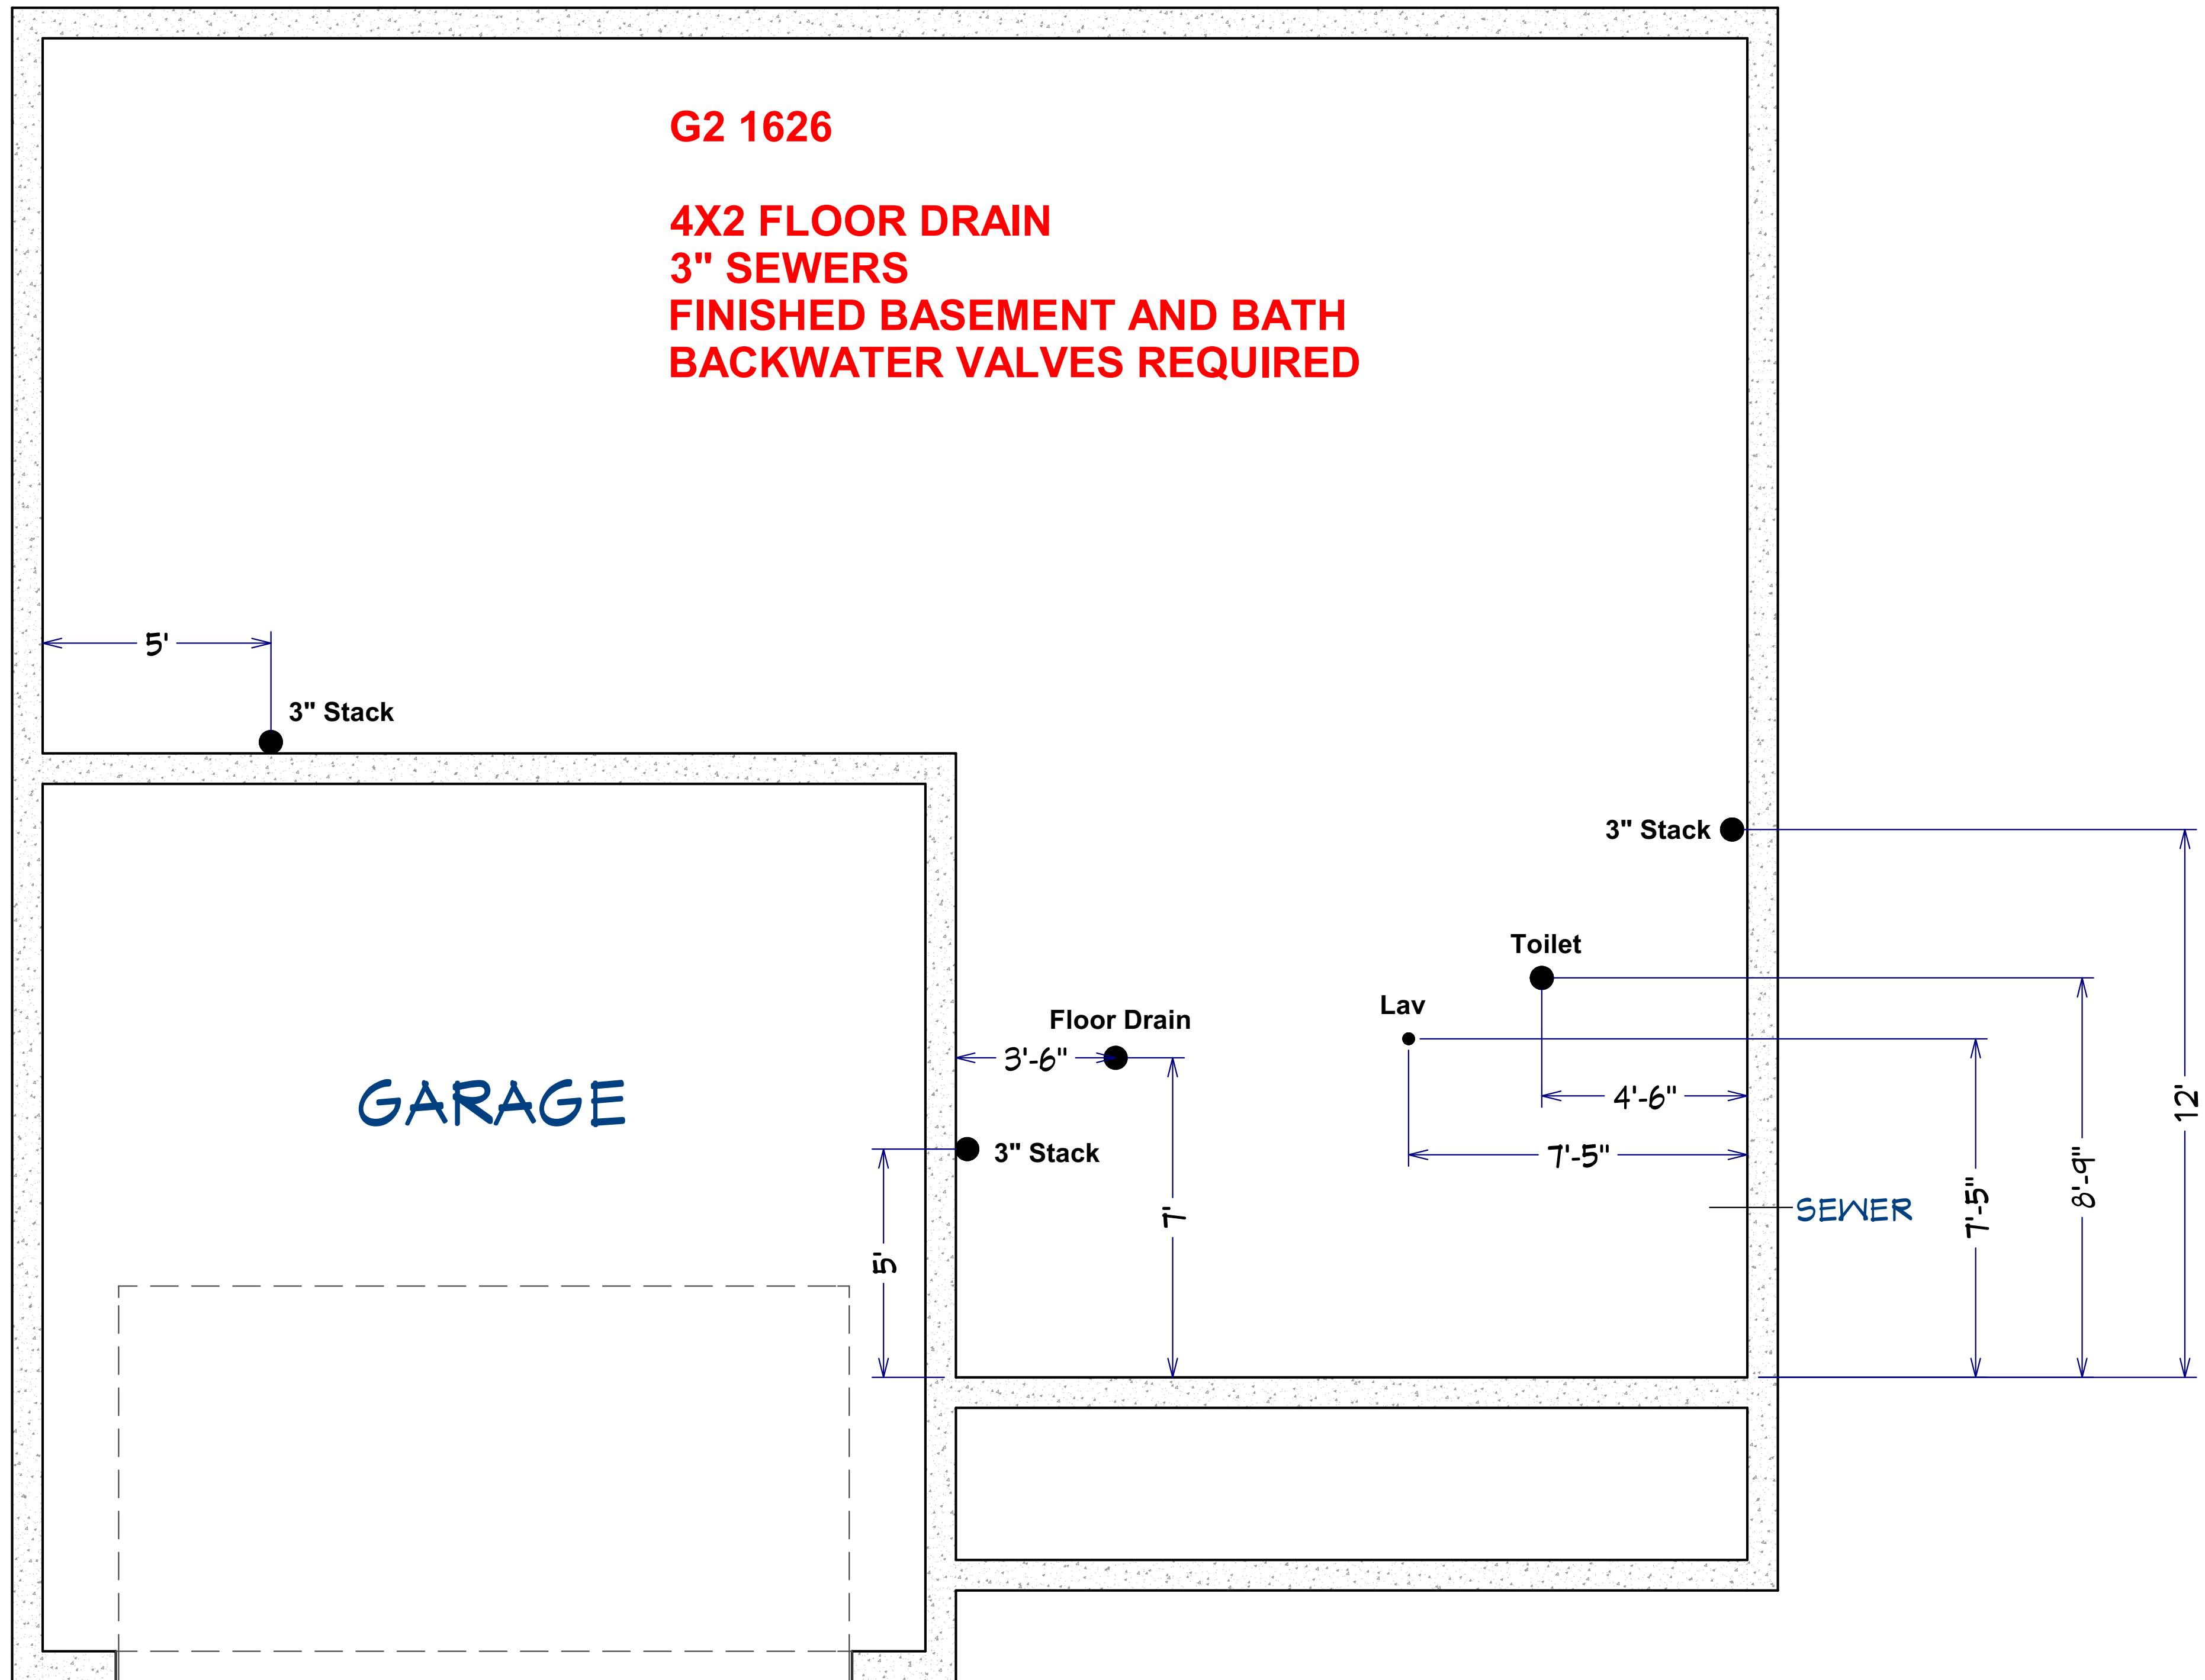 G2 1626
4X2 FLOOR DRAIN
3" SEWERS
FINISHED BASEMENT AND BATH
BACKWATER VALVES REQUIRED
5'
3" Stack
3" Stack
Toilet
Lav
Floor Drain
3'-6"
GARAGE
4'-6"
12'
3" Stack
7'-5"
8'-9"
SEWER
7'-5"
7'
5'